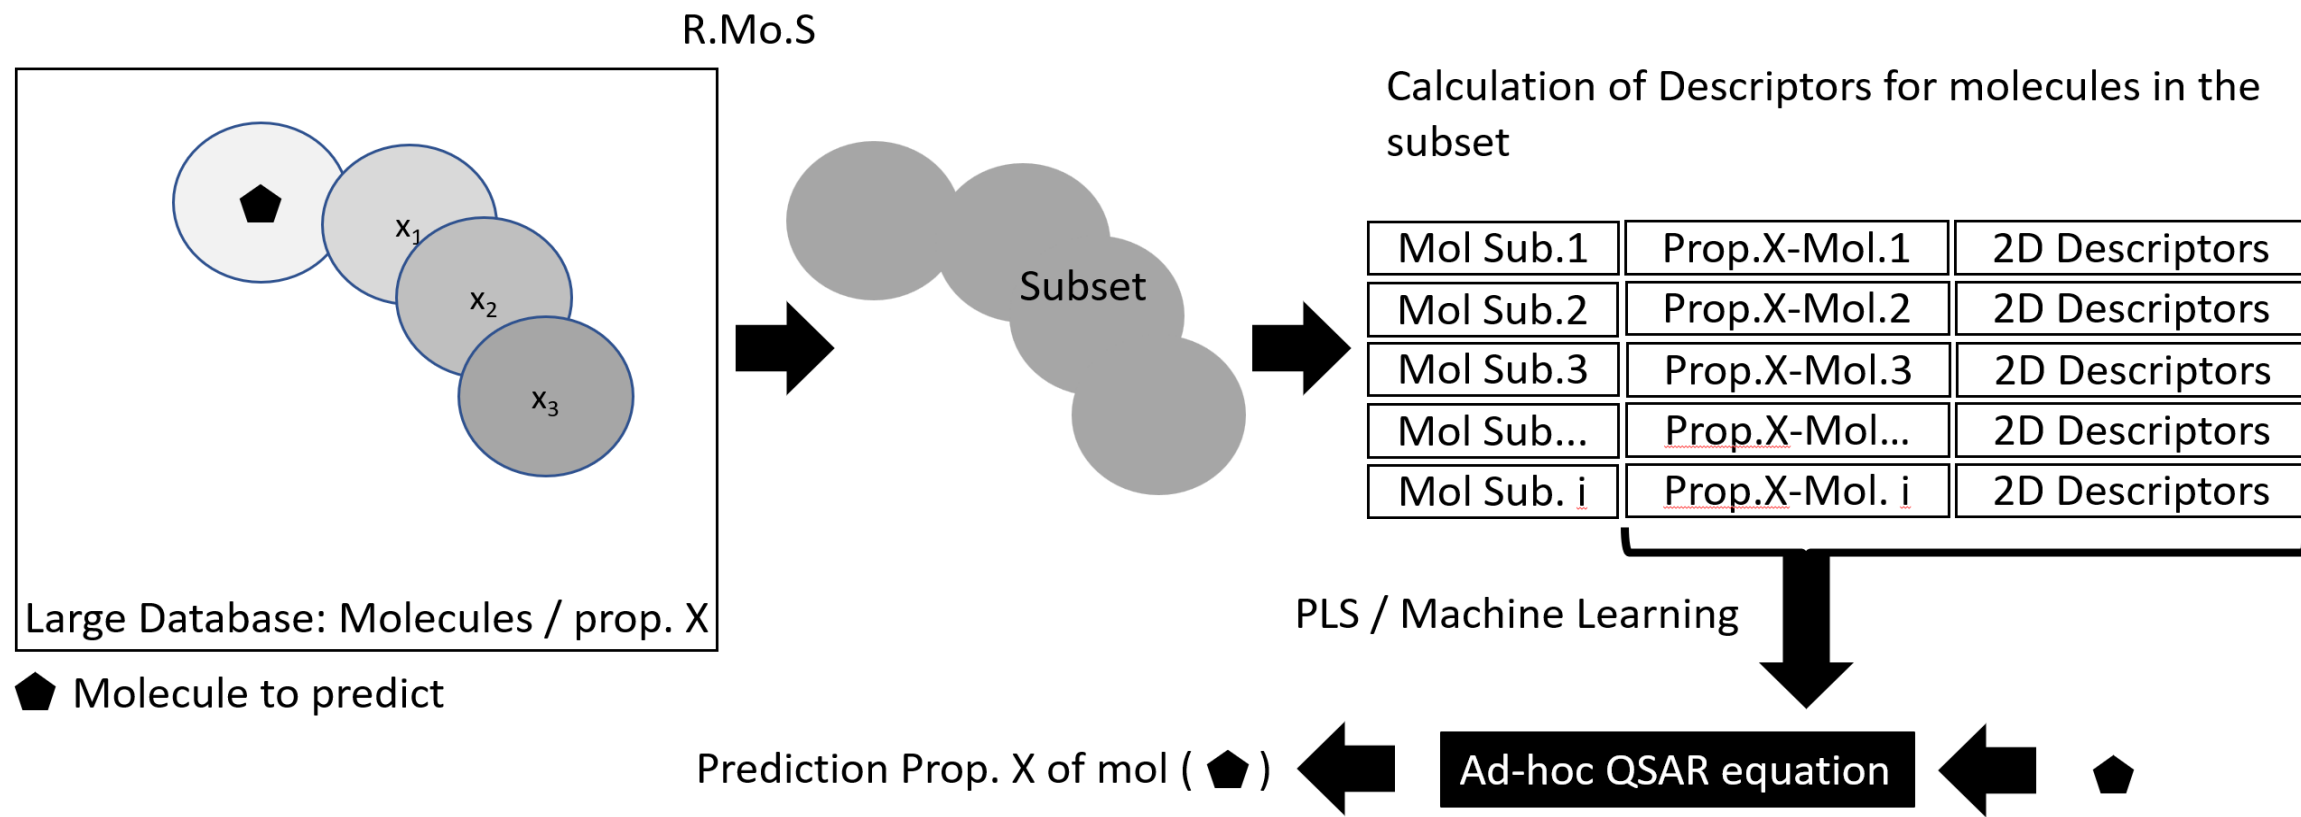 R.Mo.S
x1
x2
x3
Large Database: Molecules / prop. X
Molecule to predict
Subset
Calculation of Descriptors for molecules in the
subset
Mol Sub.1 Prop.X-Mol.1 2D Descriptors
Mol Sub.2 Prop.X-Mol.2 2D Descriptors
Mol Sub.3 Prop.X-Mol.3 2D Descriptors
Mol Sub... Prop.X-Mol... 2D Descriptors
Mol Sub. i Prop.X-Mol. i 2D Descriptors
PLS / Machine Learning
Ad-hoc QSAR equation
Prediction Prop. X of mol ( )